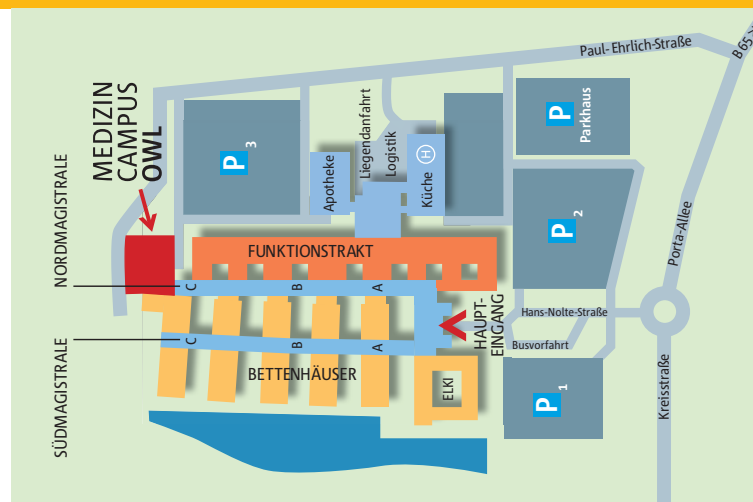 Paul-Ehrlich-Straße
B 65
MEDIZIN
CAMPUS
OWL
P 3
Apotheke
Liegendanfahrt
Logistik
Küche
H
P
Parkhaus
P 2
Porta-Allee
NORDMAGISTRALE
FUNKTIONSTRAKT
C
B
A
HAUPT-
EINGANG
Hans-Nolte-Straße
Busvorfahrt
SÜDMAGISTRALE
C
B
A
BETTENHÄUSER
ELKI
P 1
Kreisstraße